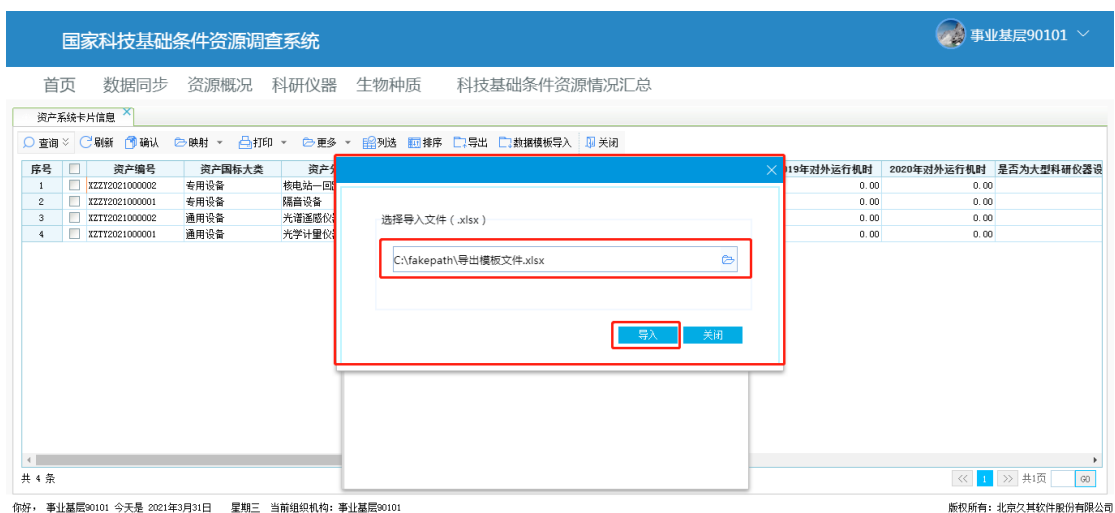 国家科技基础条件资源调查系统
事业基层90101
首页 数据同步 资源概况 科研仪器 生物种质 科技基础条件资源情况汇总
资产系统卡片信息
查询 刷新 确认 映射 打印 更多 列选 排序 导出 数据模板导入 关闭
序号 资产编号 资产国标大类 资产 19年对外运行机时 2020年对外运行机时 是否为大型科研仪器设
1 XZZY2021000002 专用设备 核电站一回 0.00 0.00
2 XZZY2021000001 专用设备 隔音设备 0.00 0.00
3 XZTY2021000002 通用设备 光谱遥感仪 0.00 0.00
4 XZTY2021000001 通用设备 光学计量仪 0.00 0.00
选择导入文件（.xlsx）
C:\fakepath\导出模板文件.xlsx
导入 关闭
共 4 条
<< 1 >> 共1页 GO
你好， 事业基层90101 今天是 2021年3月31日 星期三 当前组织机构：事业基层90101
版权所有：北京久其软件股份有限公司